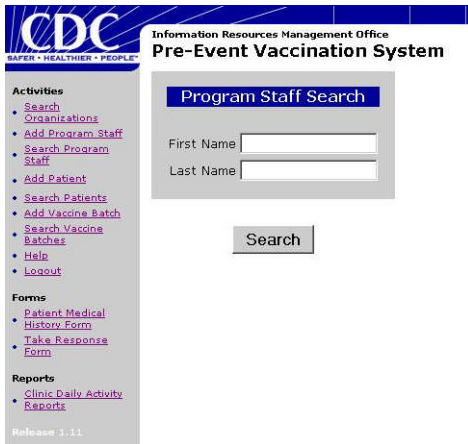 CDC
SAFER • HEALTHIER • PEOPLE™
Information Resources Management Office
Pre-Event Vaccination System
Activities
• Search
Organizations
• Add Program Staff
• Search Program
Staff
• Add Patient
• Search Patients
• Add Vaccine Batch
• Search Vaccine
Batches
• Help
• Logout
Forms
• Patient Medical
History Form
• Take Response
Form
Reports
• Clinic Daily Activity
Reports
Release 1.11
Program Staff Search
First Name
Last Name
Search